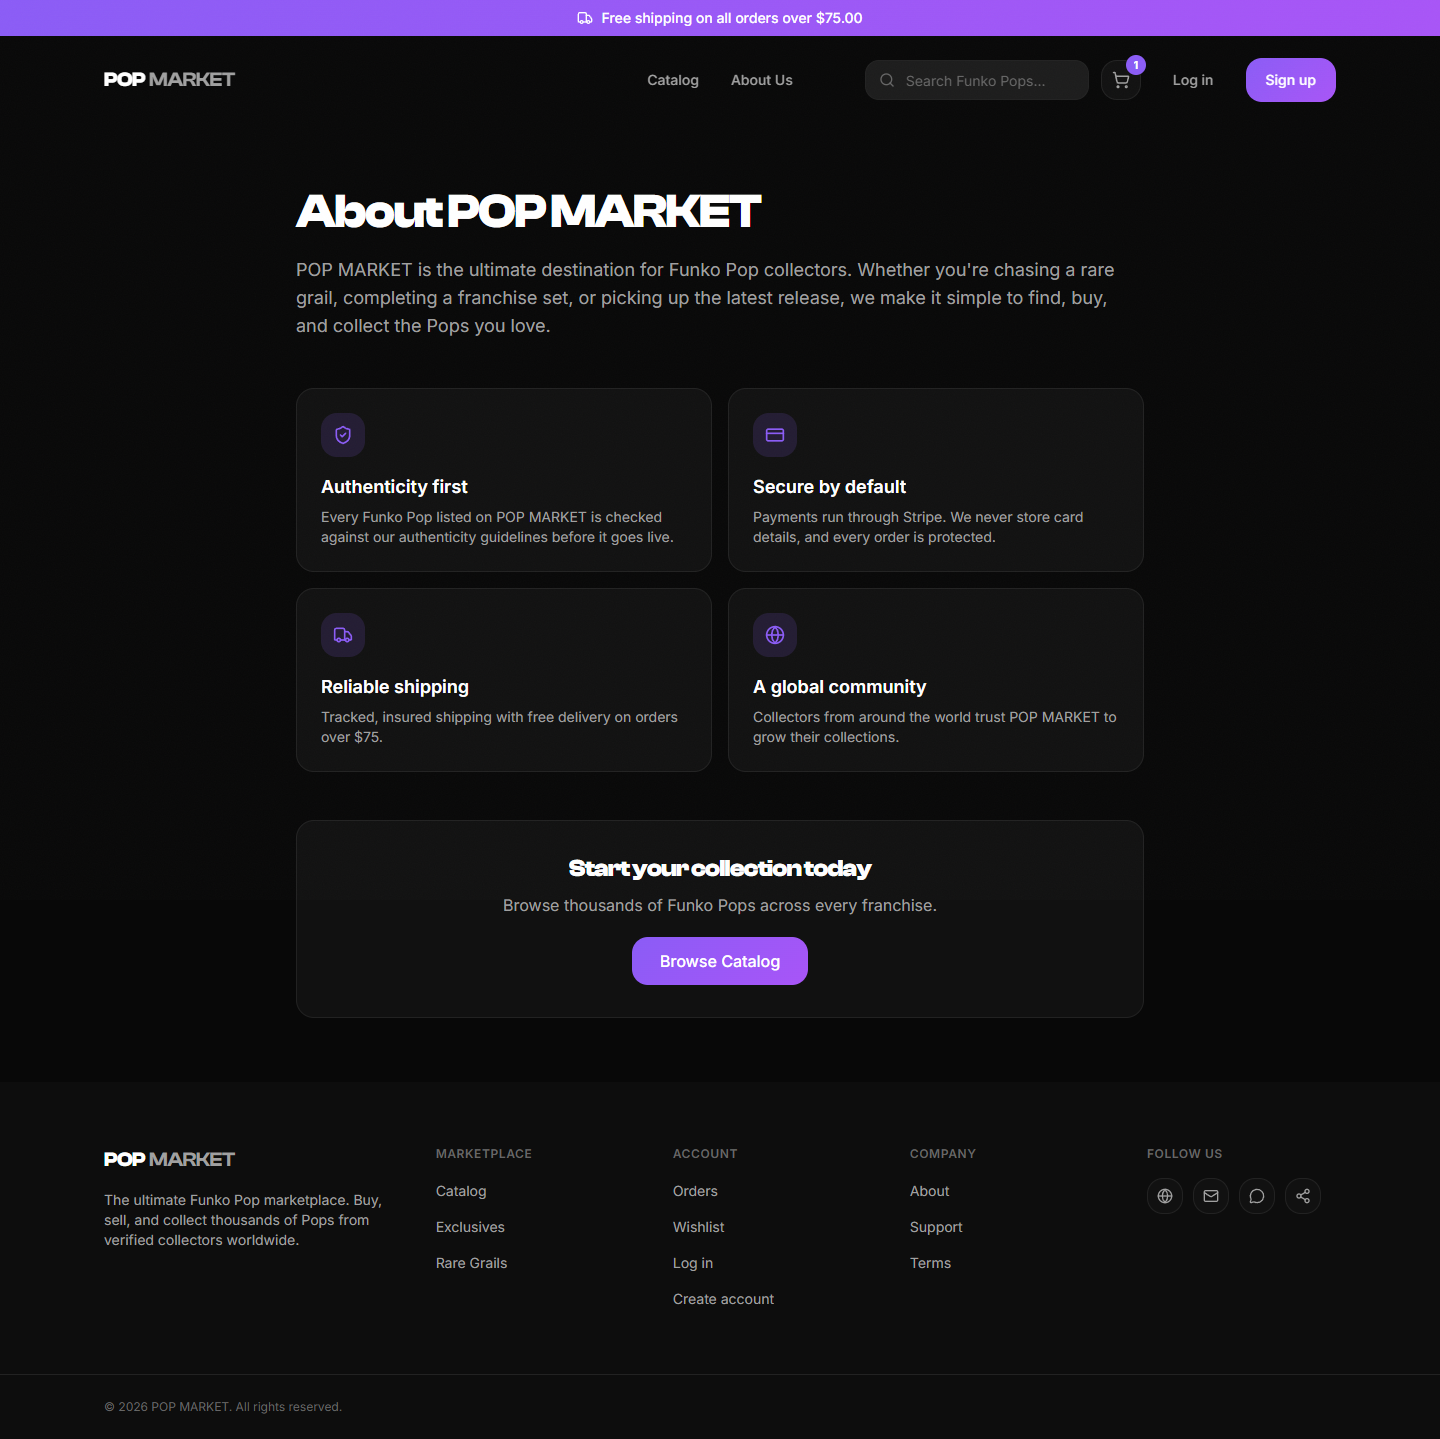 Free shipping on all orders over $75.00
POP MARKET
Catalog
About Us
Search Funko Pops...
1
Log in
Sign up
About POP MARKET
POP MARKET is the ultimate destination for Funko Pop collectors. Whether you're chasing a rare
grail, completing a franchise set, or picking up the latest release, we make it simple to find, buy,
and collect the Pops you love.
Authenticity first
Every Funko Pop listed on POP MARKET is checked
against our authenticity guidelines before it goes live.
Secure by default
Payments run through Stripe. We never store card
details, and every order is protected.
Reliable shipping
Tracked, insured shipping with free delivery on orders
over $75.
A global community
Collectors from around the world trust POP MARKET to
grow their collections.
Start your collection today
Browse thousands of Funko Pops across every franchise.
Browse Catalog
POP MARKET
The ultimate Funko Pop marketplace. Buy,
sell, and collect thousands of Pops from
verified collectors worldwide.
MARKETPLACE
Catalog
Exclusives
Rare Grails
ACCOUNT
Orders
Wishlist
Log in
Create account
COMPANY
About
Support
Terms
FOLLOW US
© 2026 POP MARKET. All rights reserved.